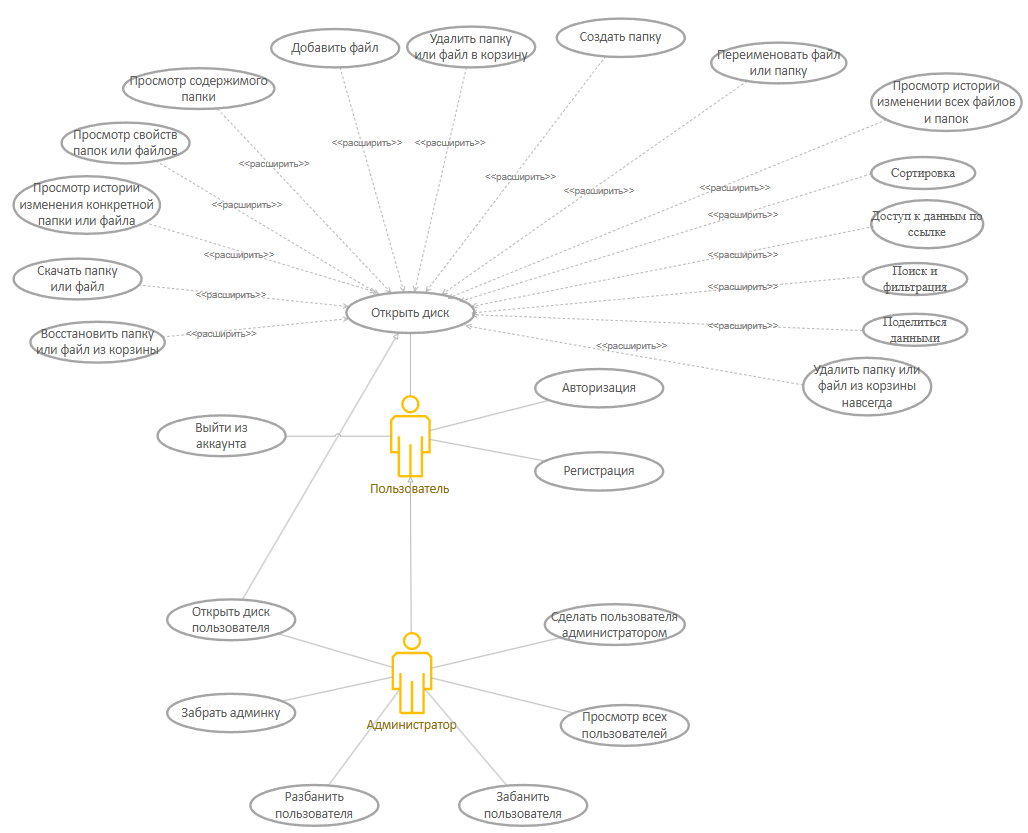 Добавить файл
Удалить папку
или файл в корзину
Создать папку
Переименовать файл
или папку
Просмотр содержимого
папки
Просмотр истории
изменении всех файлов
и папок
Просмотр свойств
папок или файлов
<<расширить>>
<<расширить>>
<<расширить>>
<<расширить>>
<<расширить>>
<<расширить>>
Сортировка
Просмотр истории
изменения конкретной
папки или файла
<<расширить>>
<<расширить>>
Доступ к данным по
ссылке
<<расширить>>
<<расширить>>
Скачать папку
или файл
<<расширить>>
<<расширить>>
Поиск и
фильтрация
Открыть диск
Восстановить папку
или файл из корзины
<<расширить>>
<<расширить>>
Поделиться
данными
<<расширить>>
Удалить папку или
файл из корзины
навсегда
Авторизация
Выйти из
аккаунта
Регистрация
Пользователь
Открыть диск
пользователя
Сделать пользователя
администратором
Забрать админку
Администратор
Просмотр всех
пользователей
Разбанить
пользователя
Забанить
пользователя